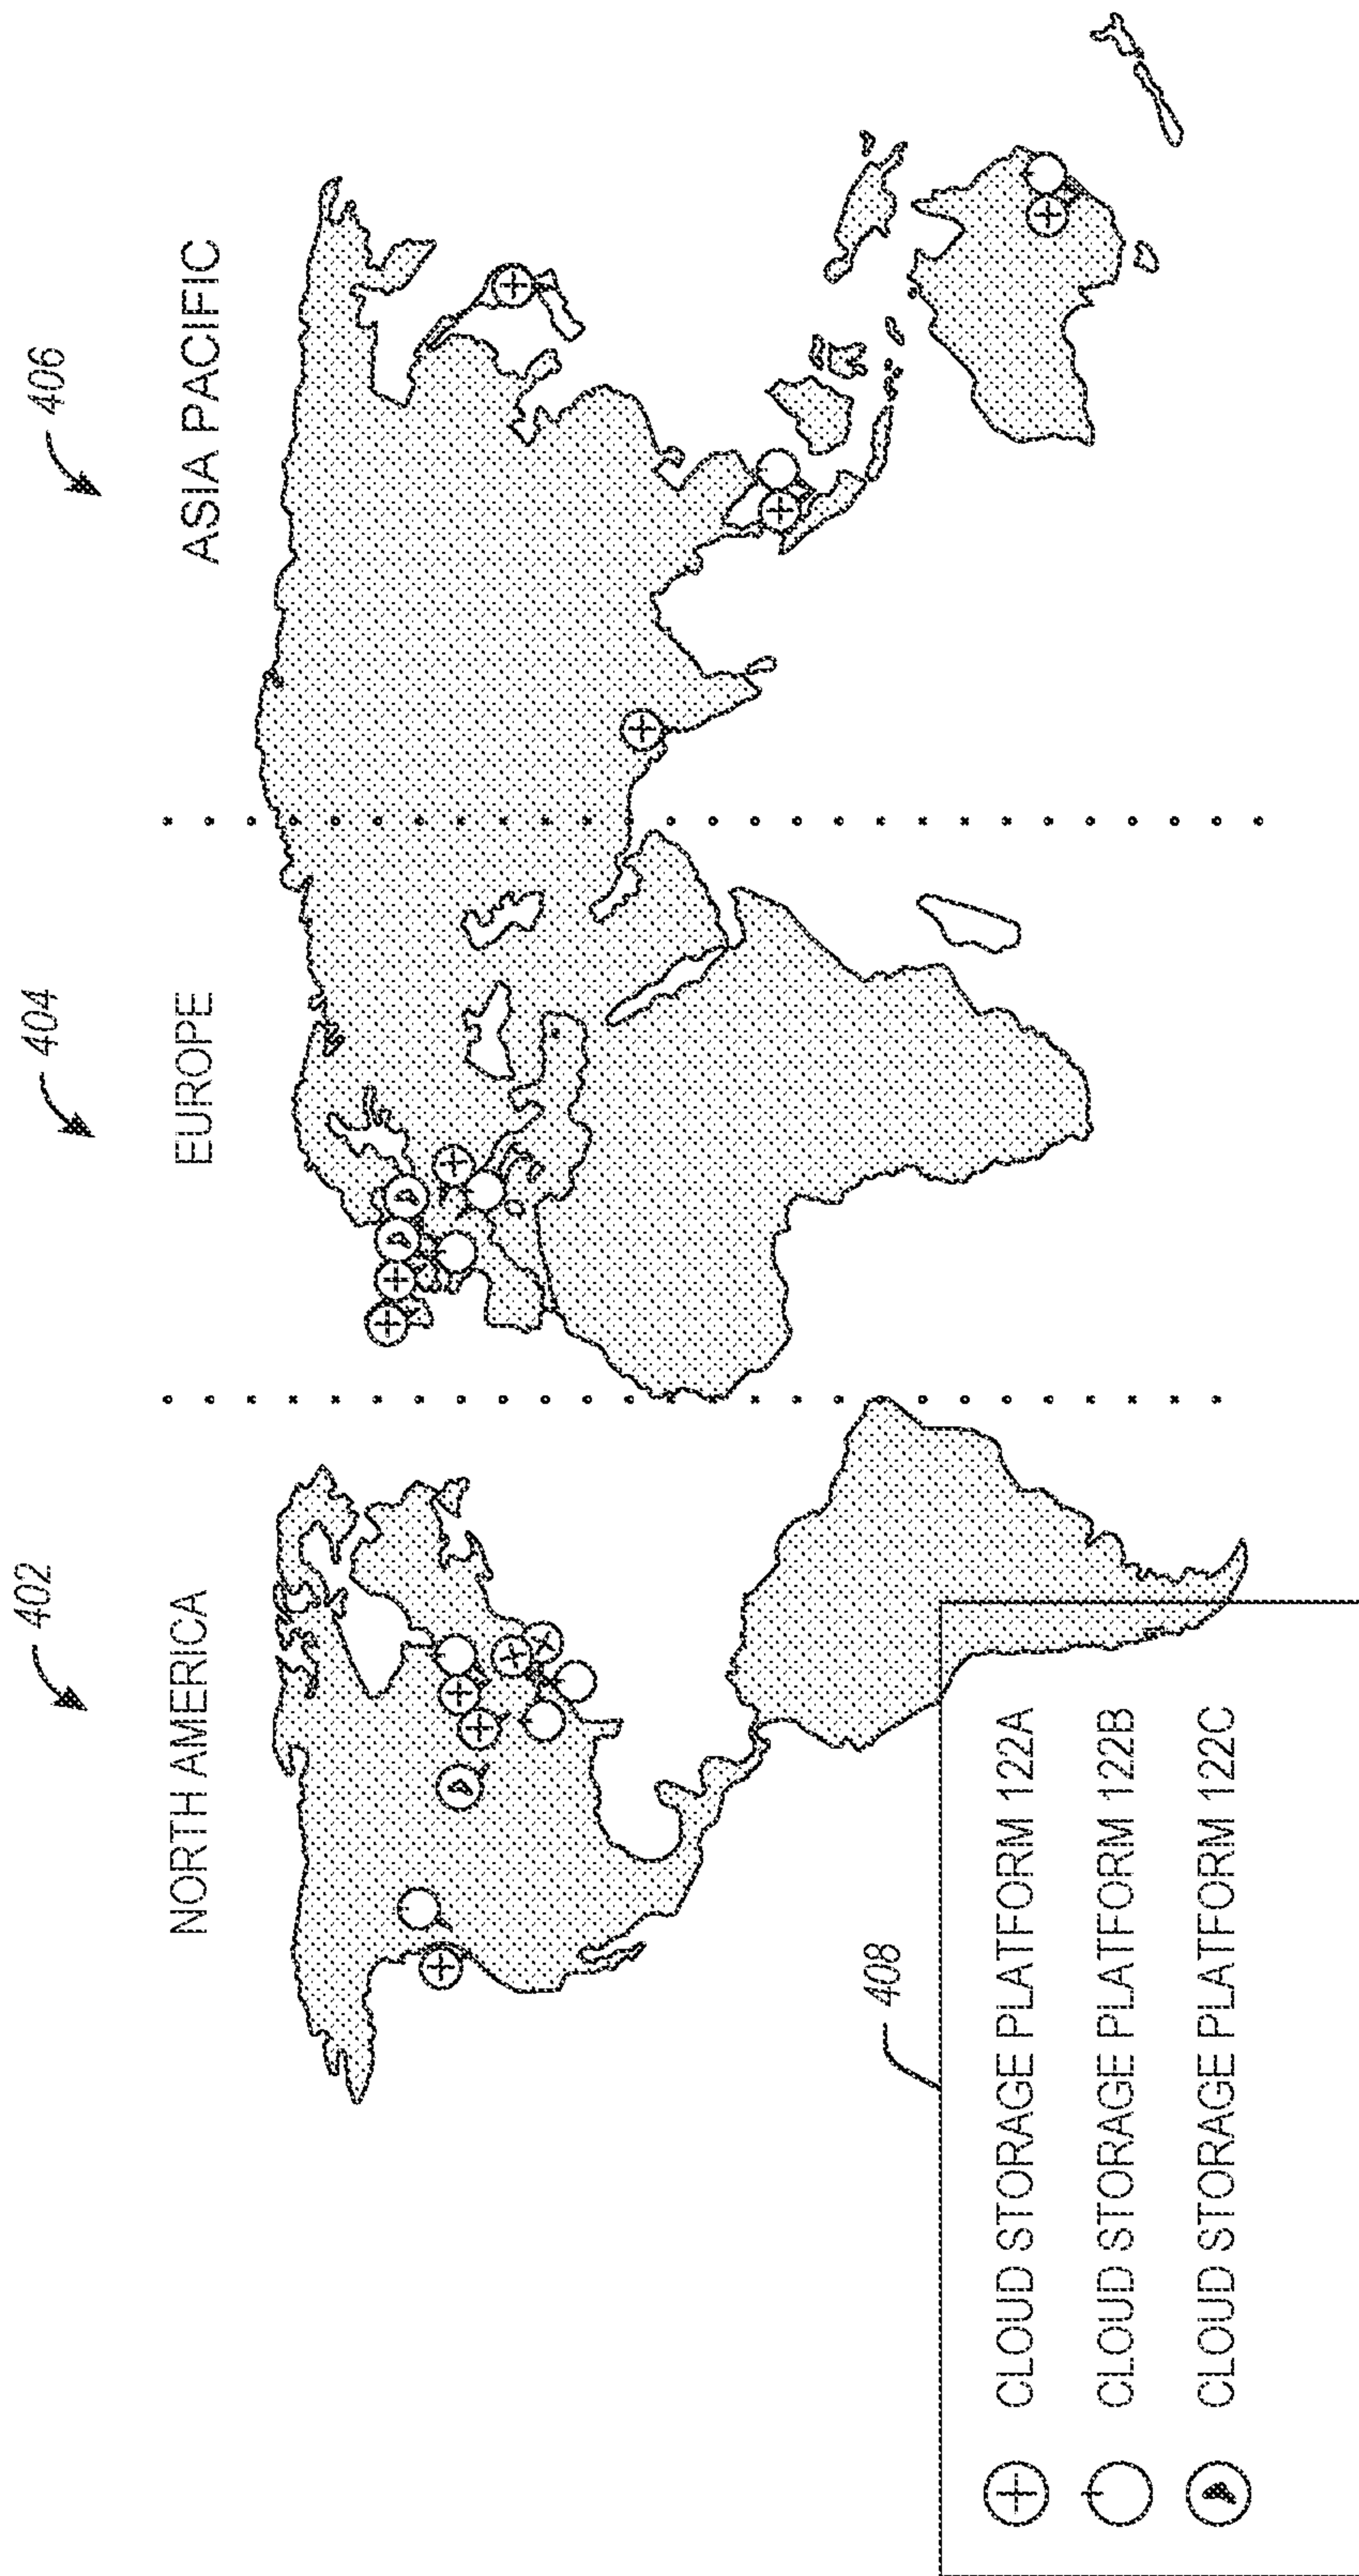 402
404
406
NORTH AMERICA
EUROPE
ASIA PACIFIC
408
CLOUD STORAGE PLATFORM 122A
CLOUD STORAGE PLATFORM 122B
CLOUD STORAGE PLATFORM 122C